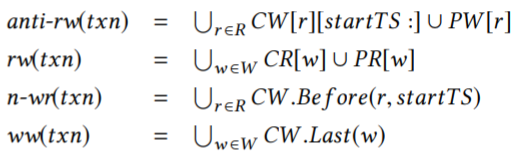 anti-rw(txn) = ⋃r∈R CW[r][startTS :] ∪ PW[r]
rw(txn) = ⋃w∈W CR[w] ∪ PR[w]
n-wr(txn) = ⋃r∈R CW.Before(r, startTS)
ww(txn) = ⋃w∈W CW.Last(w)